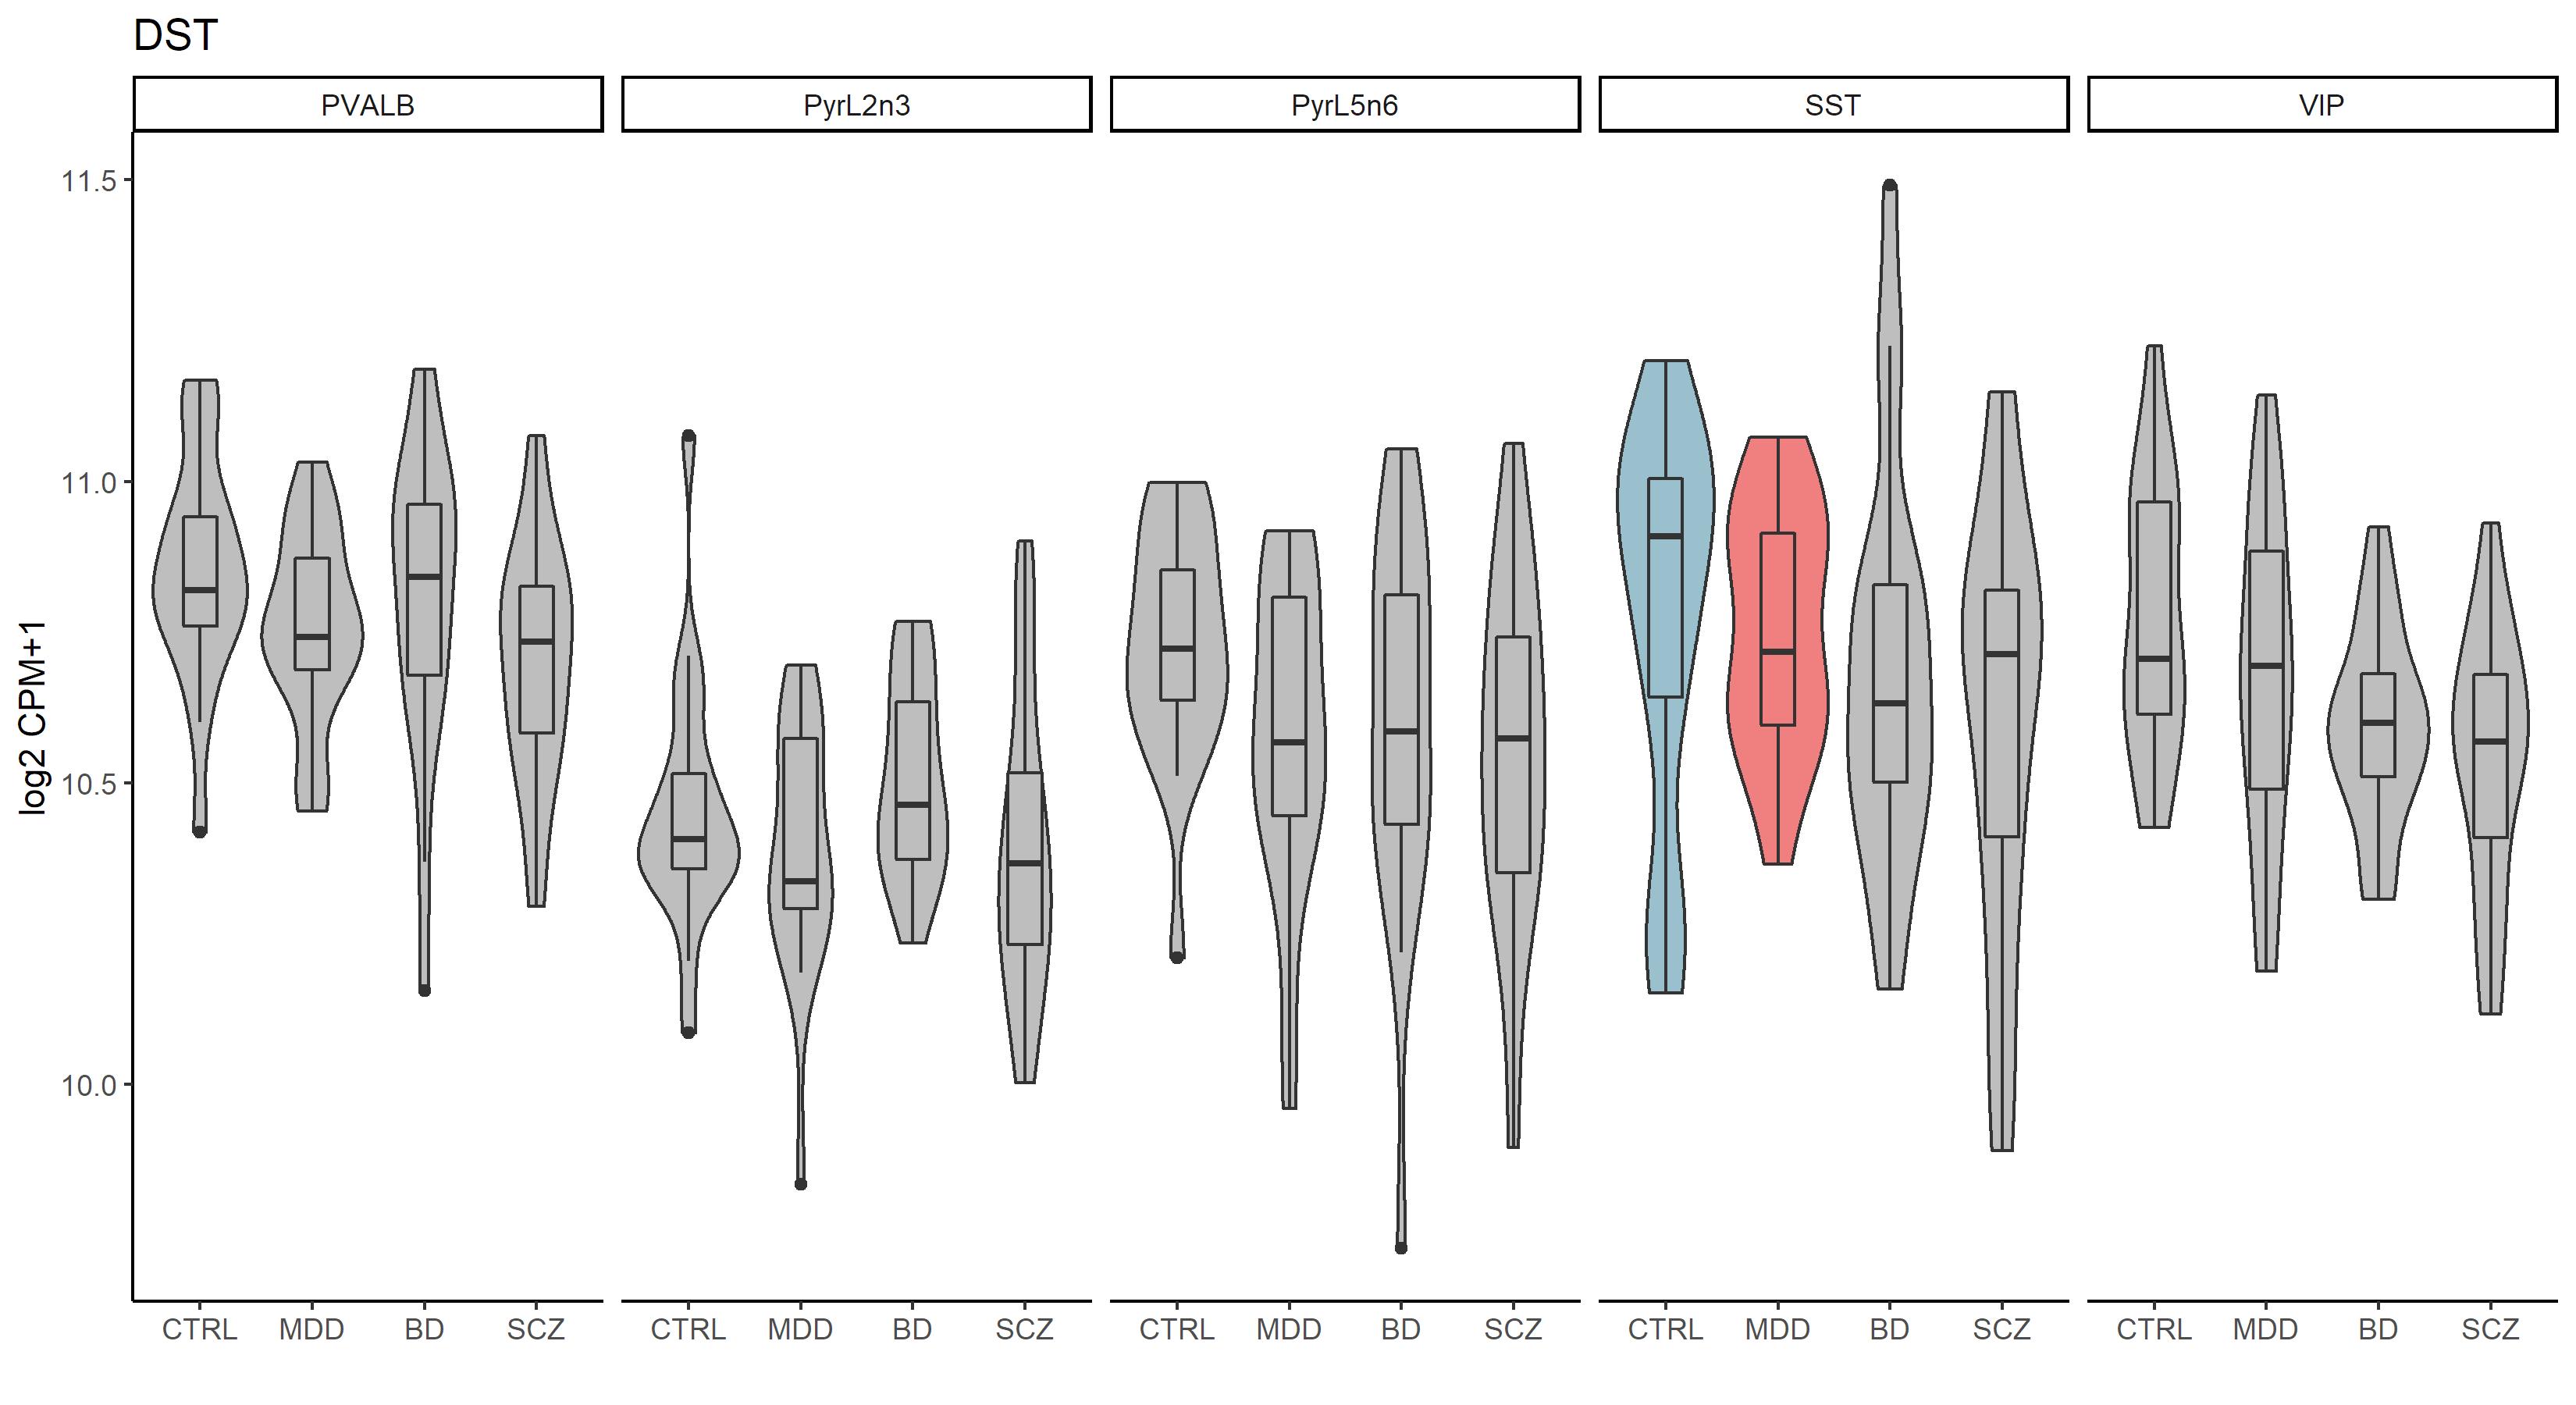 DST
PVALB PyrL2n3 PyrL5n6 SST VIP
11.5
11.0
10.5
10.0
log2 CPM+1
CTRL MDD BD SCZ CTRL MDD BD SCZ CTRL MDD BD SCZ CTRL MDD BD SCZ CTRL MDD BD SCZ